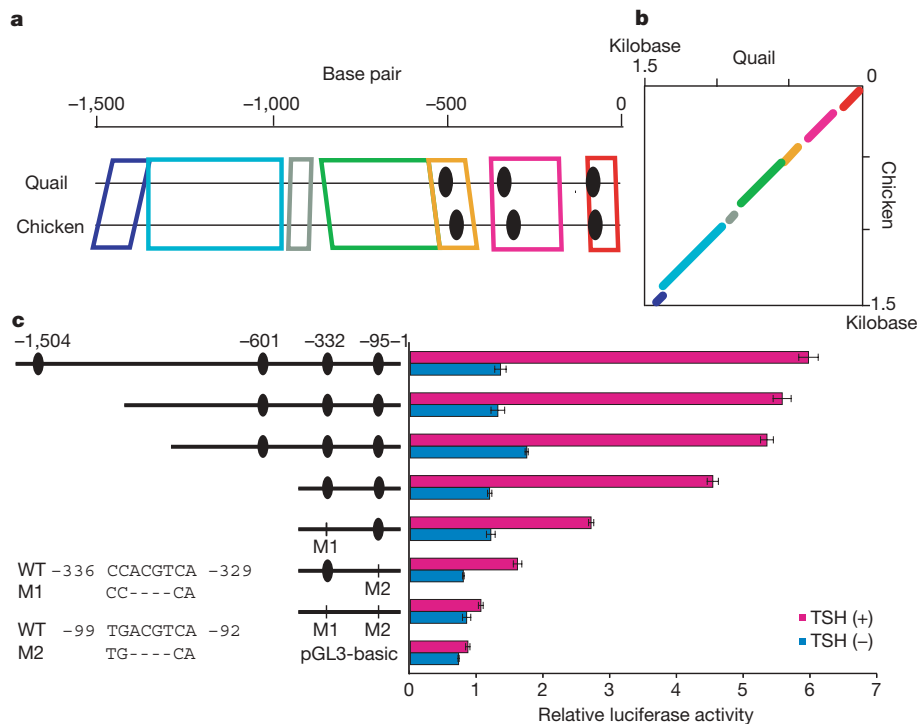 a
Base pair
−1,500 −1,000 −500 0
Quail
Chicken
b
Kilobase
1.5 Quail 0
Chicken
1.5
Kilobase
c
−1,504 −601 −332 −95 −1
M1
WT −336 CCACGTCA −329
M1 CC----CA
M2
WT −99 TGACGTCA −92
M2 TG----CA
M1 M2
pGL3-basic
TSH (+)
TSH (−)
0 1 2 3 4 5 6 7
Relative luciferase activity